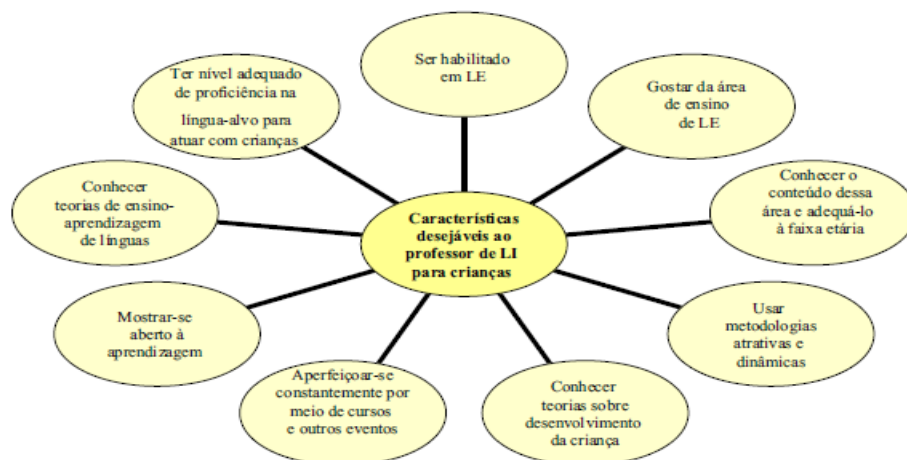 Ser habilitado
em LE
Gostar da área
de ensino
de LE
Conhecer o
conteúdo dessa
área e adequá-lo
à faixa etária
Usar
metodologias
atrativas e
dinâmicas
Conhecer
teorias sobre
desenvolvimento
da criança
Aperfeiçoar-se
constantemente por
meio de cursos
e outros eventos
Mostrar-se
aberto à
aprendizagem
Conhecer
teorias de ensino-
aprendizagem
de línguas
Ter nível adequado
de proficiência na
língua-alvo para
atuar com crianças
Características
desejáveis ao
professor de LI
para crianças